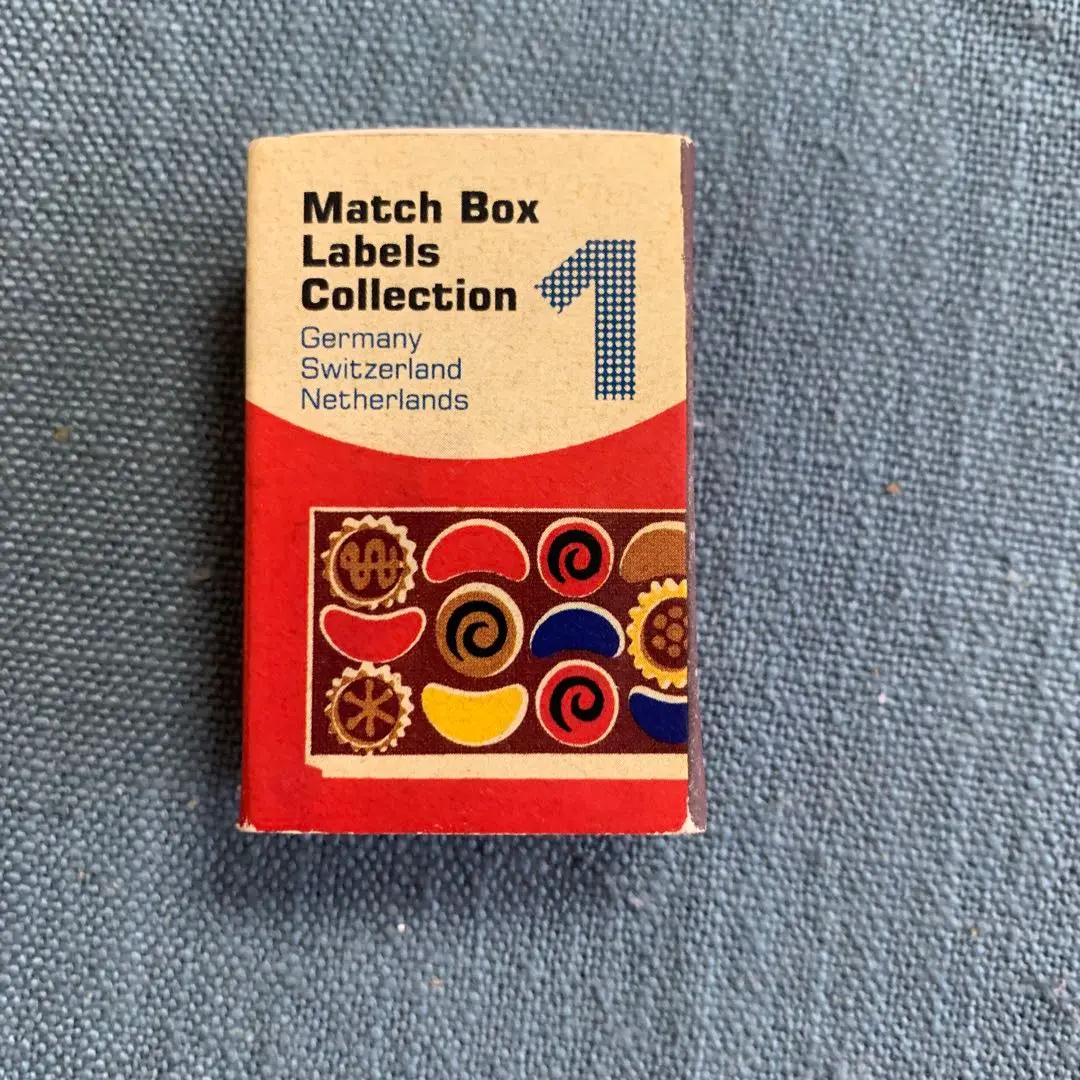 Match Box
Labels
Collection
1
Germany
Switzerland
Netherlands